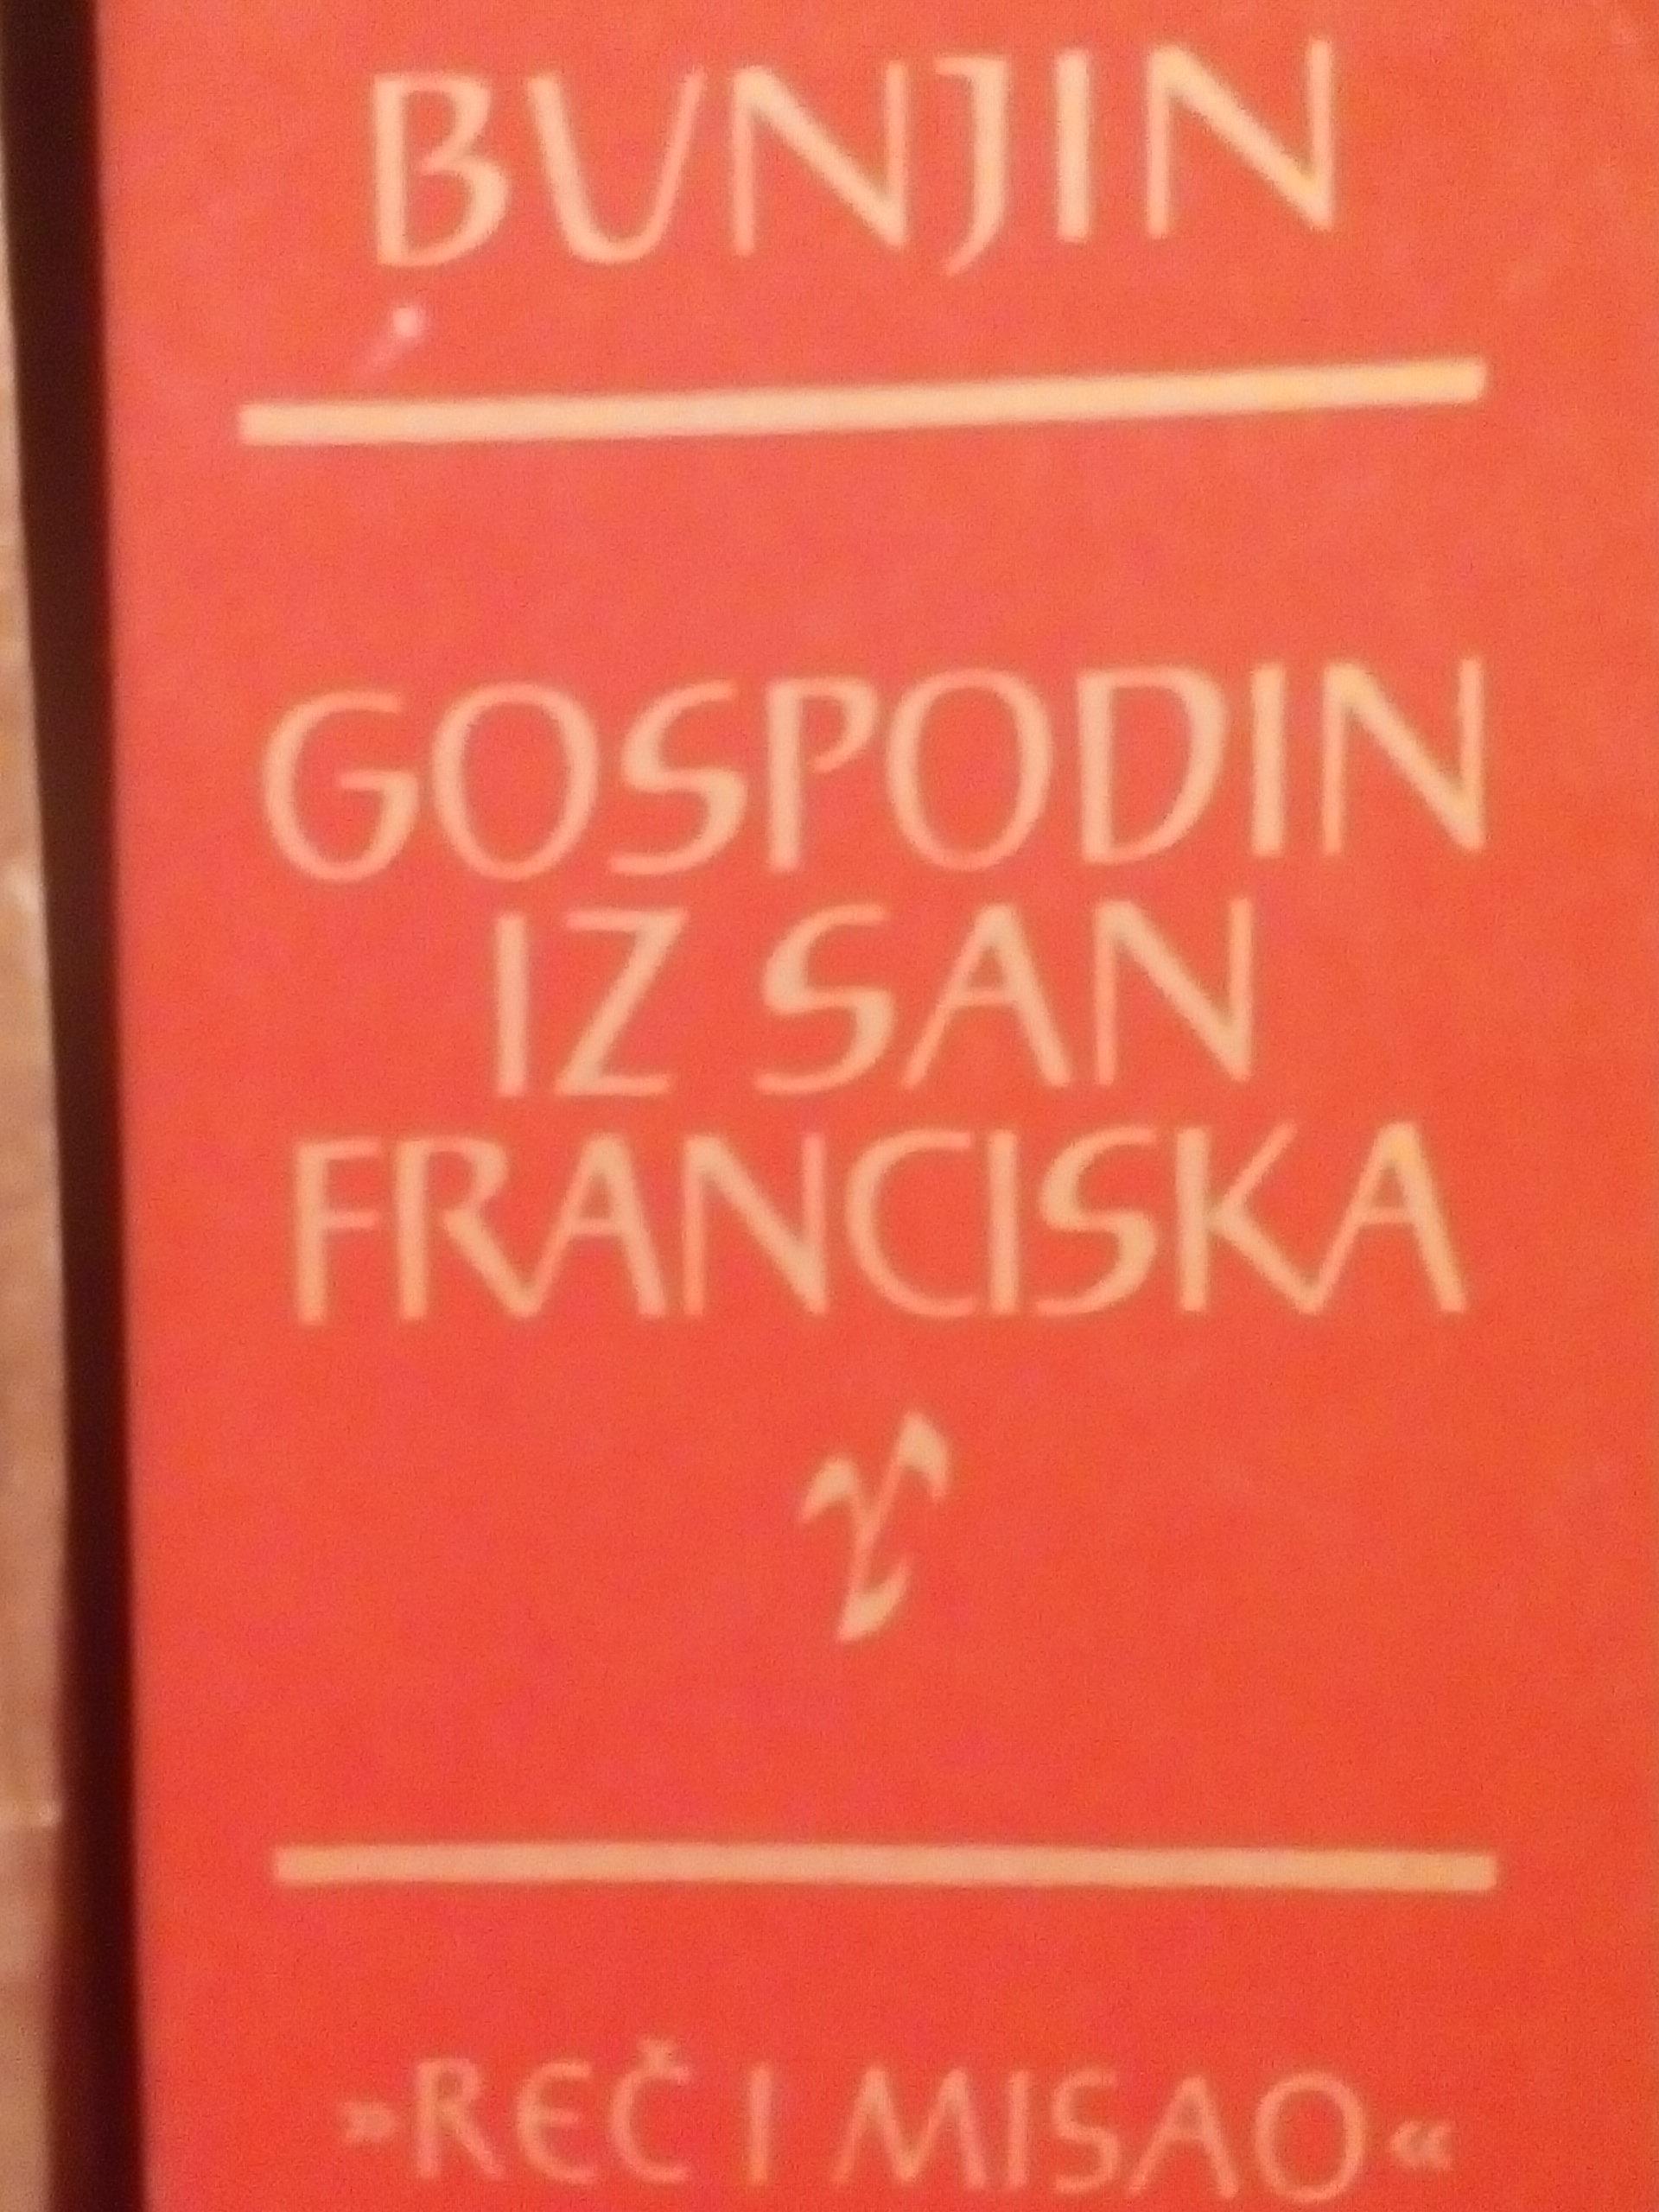 BUNJIN
GOSPODIN
IZ SAN
FRANCISKA
»REČ I MISAO«